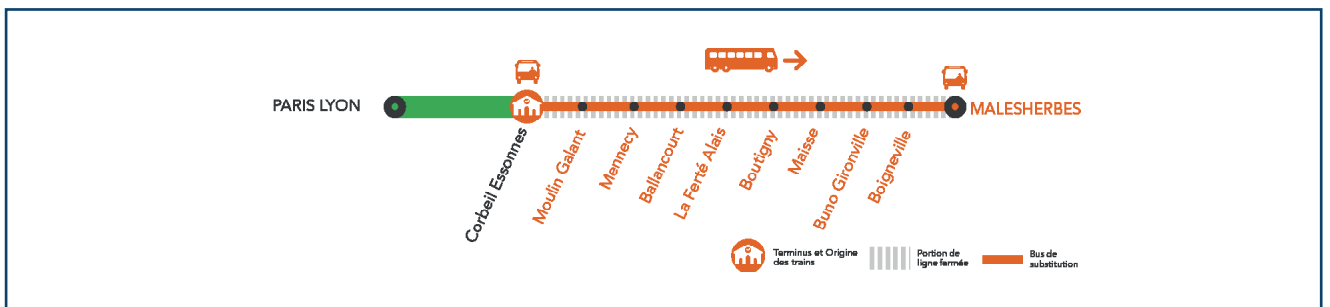 PARIS LYON
Corbeil Essonnes
Moulin Galant
Mennecy
Ballancourt
La Ferté Alais
Boutigny
Maisse
Buno Gironville
Boigneville
MALESHERBES
Terminus et Origine
des trains
Portion de
ligne fermée
Bus de
substitution